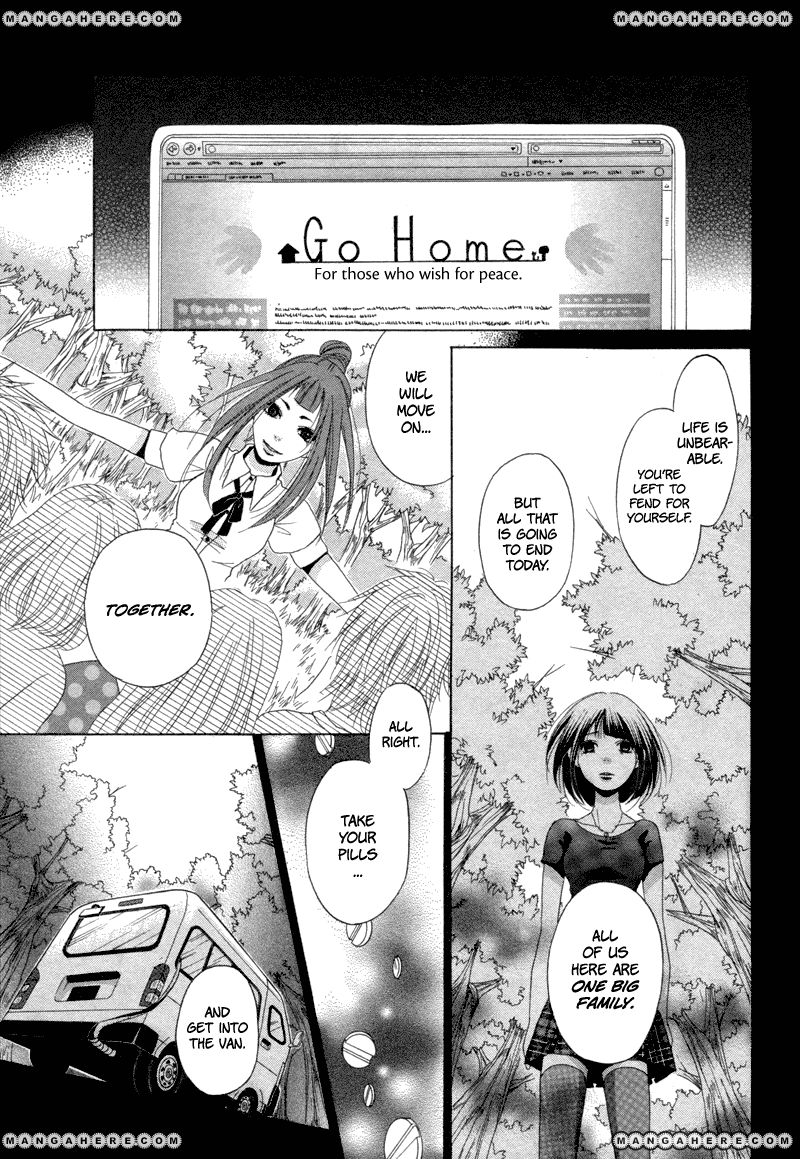 MANGAHERE.COM
MANGAHERE.COM
Go Home
For those who wish for peace.
LIFE IS
UNBEAR-
ABLE.
YOU'RE
LEFT TO
FEND FOR
YOURSELF.
BUT
ALL THAT
IS GOING
TO END
TODAY.
ALL
OF US
HERE ARE
ONE BIG
FAMILY.
WE
WILL
MOVE
ON...
TOGETHER.
ALL
RIGHT.
TAKE
YOUR
PILLS
...
AND
GET INTO
THE VAN.
MANGAHERE.COM
MANGAHERE.COM